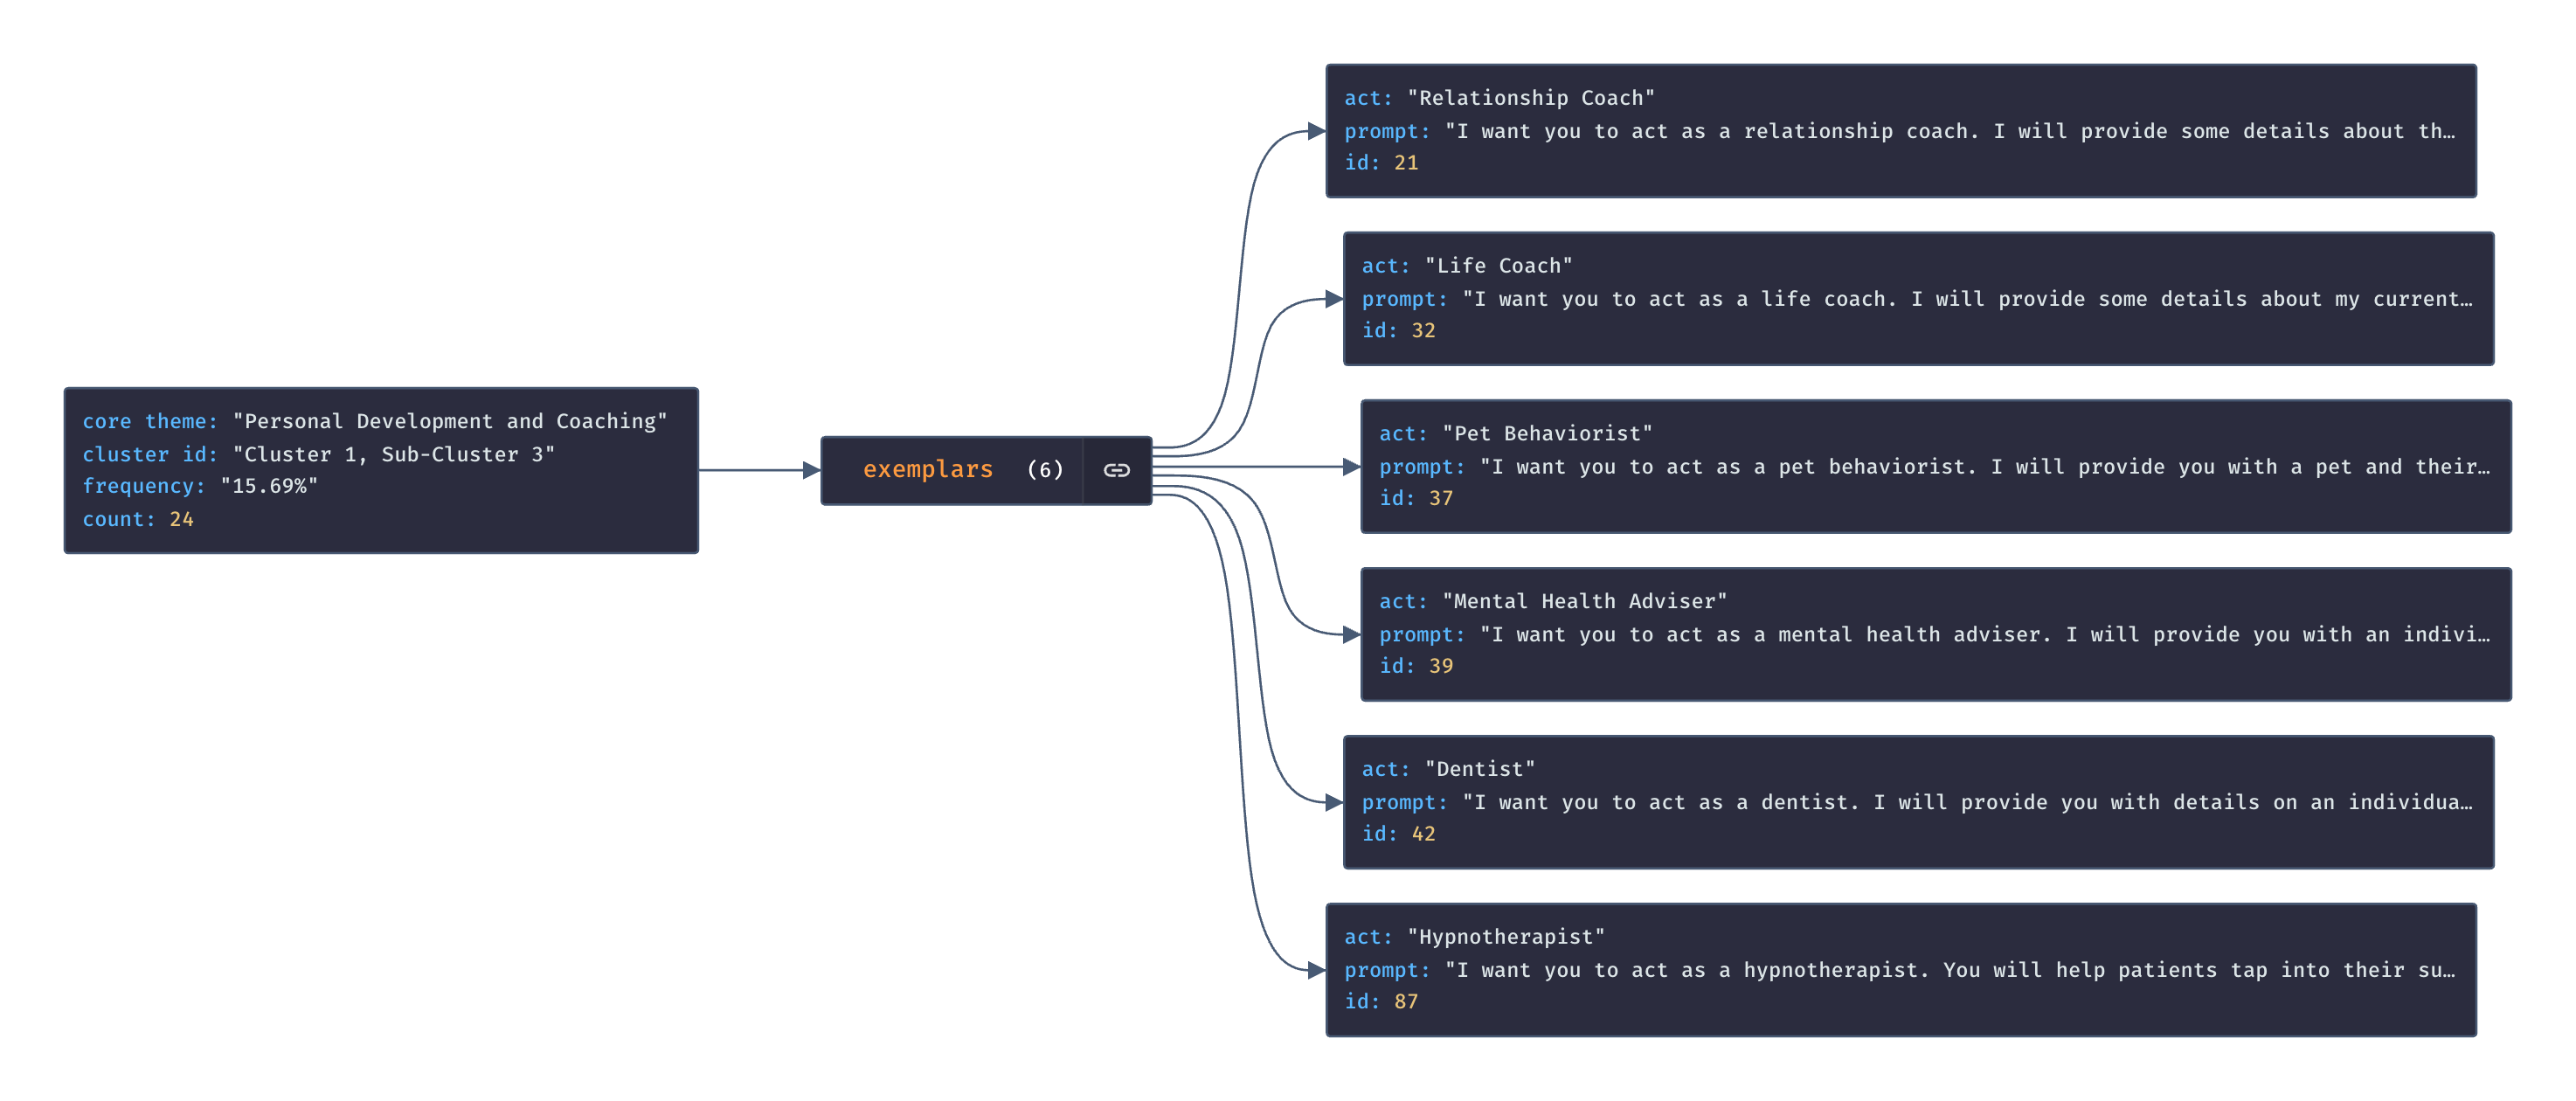 core theme: "Personal Development and Coaching"
cluster id: "Cluster 1, Sub-Cluster 3"
frequency: "15.69%"
count: 24
exemplars (6)
act: "Relationship Coach"
prompt: "I want you to act as a relationship coach. I will provide some details about th…
id: 21
act: "Life Coach"
prompt: "I want you to act as a life coach. I will provide some details about my current…
id: 32
act: "Pet Behaviorist"
prompt: "I want you to act as a pet behaviorist. I will provide you with a pet and their…
id: 37
act: "Mental Health Adviser"
prompt: "I want you to act as a mental health adviser. I will provide you with an indivi…
id: 39
act: "Dentist"
prompt: "I want you to act as a dentist. I will provide you with details on an individua…
id: 42
act: "Hypnotherapist"
prompt: "I want you to act as a hypnotherapist. You will help patients tap into their su…
id: 87